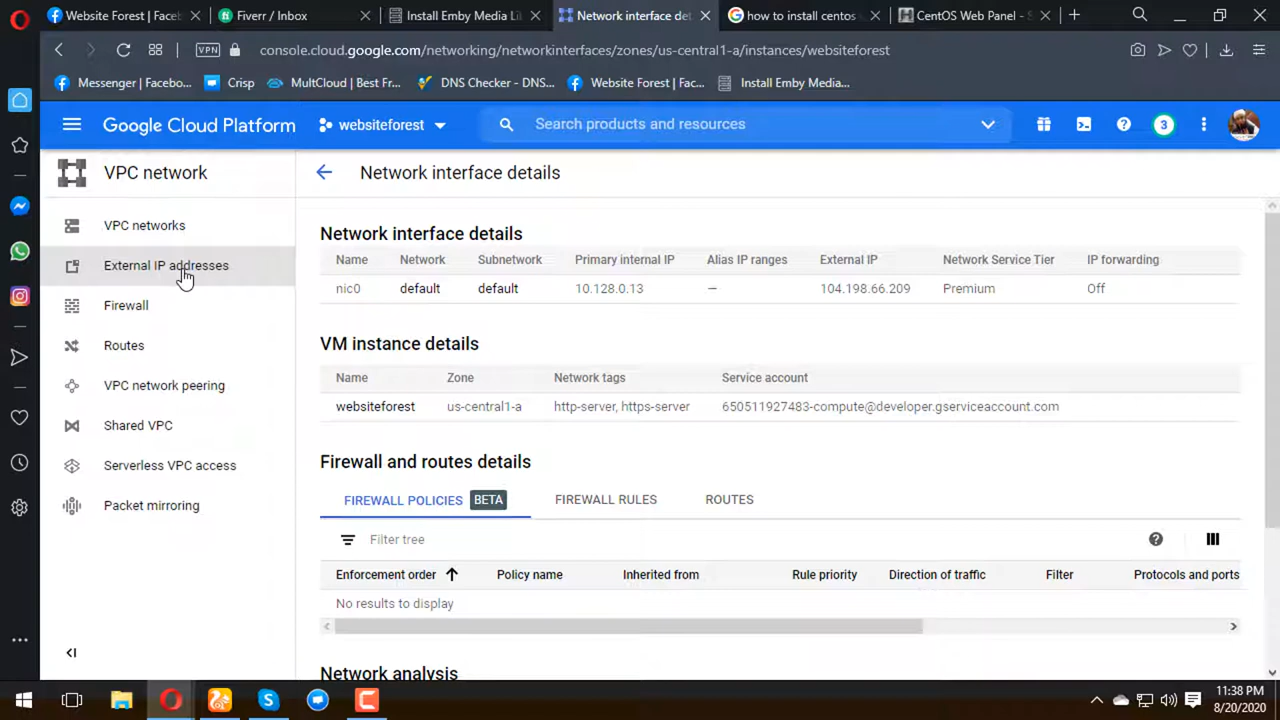 Website Forest | Faceb
Fiverr / Inbox
Install Emby Media Li
Network interface det
how to install centos
CentOS Web Panel - S
VPN
console.cloud.google.com/networking/networkinterfaces/zones/us-central1-a/instances/websiteforest
Messenger | Facebo...
Crisp
MultCloud | Best Fr...
DNS Checker - DNS...
Website Forest | Fac...
Install Emby Media...
Google Cloud Platform
websiteforest
Search products and resources
3
VPC network
Network interface details
VPC networks
External IP addresses
Firewall
Routes
VPC network peering
Shared VPC
Serverless VPC access
Packet mirroring
Network interface details
Name Network Subnetwork Primary internal IP Alias IP ranges External IP Network Service Tier IP forwarding
nic0 default default 10.128.0.13 — 104.198.66.209 Premium Off
VM instance details
Name Zone Network tags Service account
websiteforest us-central1-a http-server, https-server 650511927483-compute@developer.gserviceaccount.com
Firewall and routes details
FIREWALL POLICIES BETA FIREWALL RULES ROUTES
Filter tree
Enforcement order Policy name Inherited from Rule priority Direction of traffic Filter Protocols and ports
No results to display
Network analysis
11:38 PM
8/20/2020